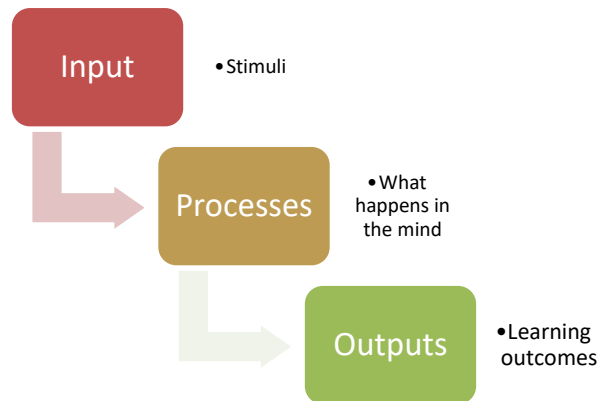 Input
•Stimuli
Processes
•What
happens in
the mind
Outputs
•Learning
outcomes